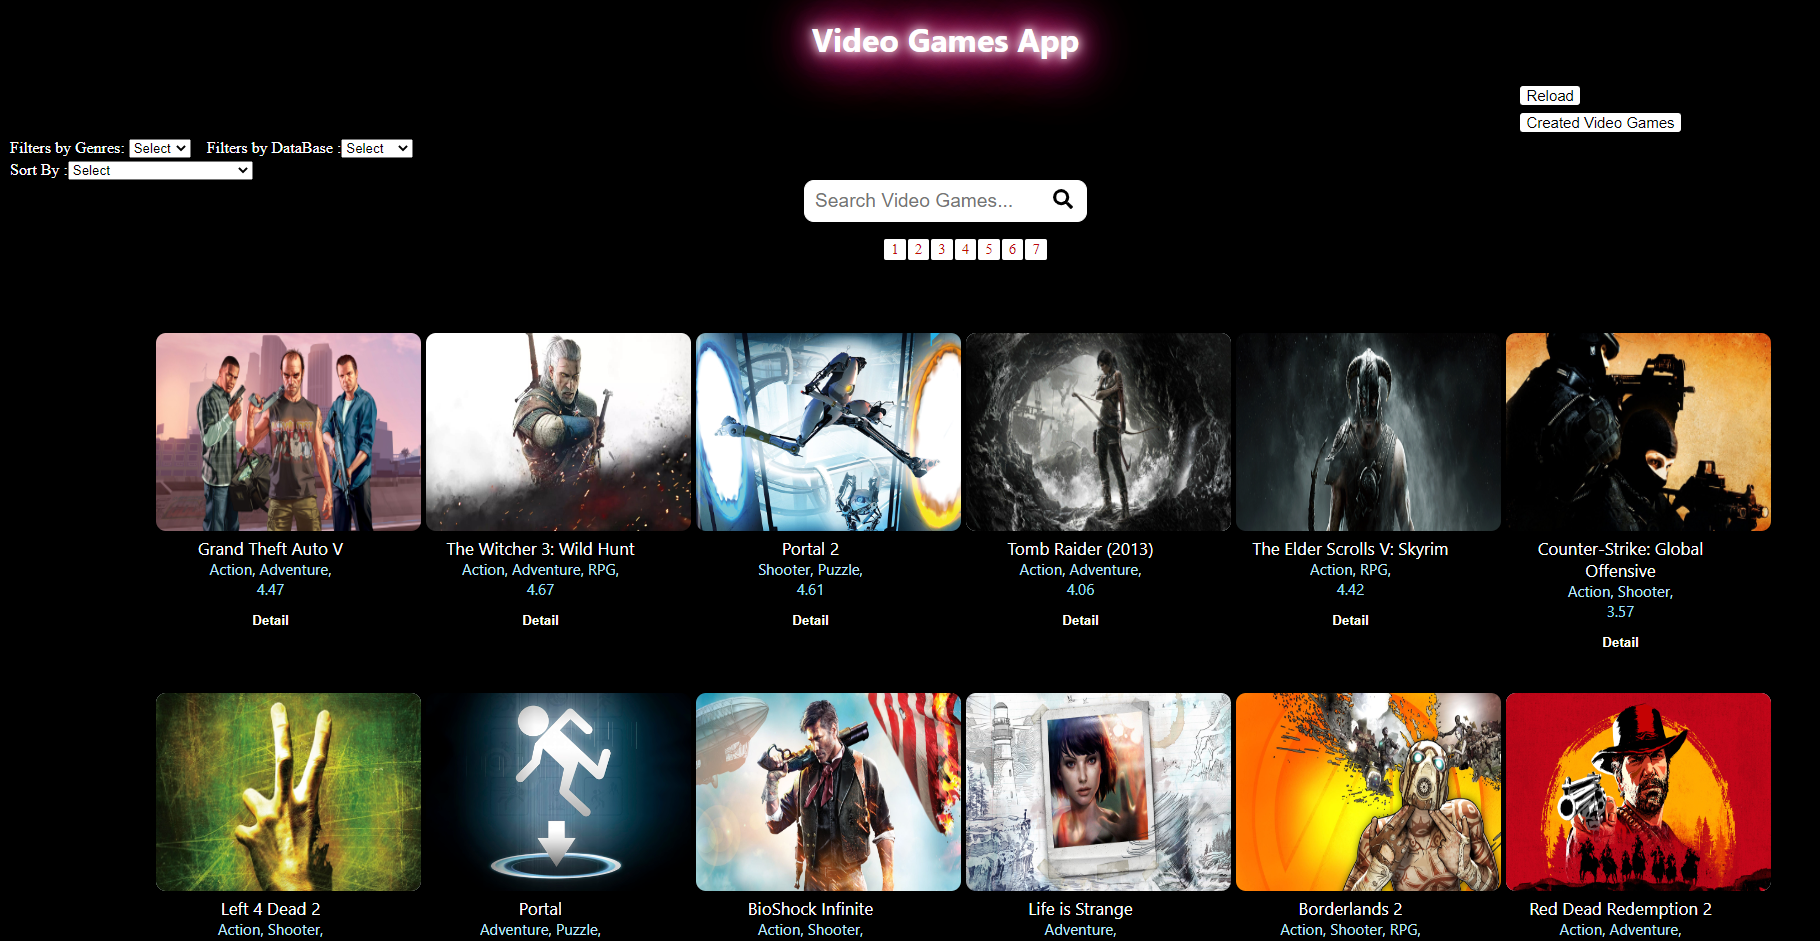 Video Games App
Reload
Created Video Games
Filters by Genres: Select Filters by DataBase : Select
Sort By : Select
Search Video Games...
1 2 3 4 5 6 7
Grand Theft Auto V
Action, Adventure,
4.47
Detail
The Witcher 3: Wild Hunt
Action, Adventure, RPG,
4.67
Detail
Portal 2
Shooter, Puzzle,
4.61
Detail
Tomb Raider (2013)
Action, Adventure,
4.06
Detail
The Elder Scrolls V: Skyrim
Action, RPG,
4.42
Detail
Counter-Strike: Global
Offensive
Action, Shooter,
3.57
Detail
Left 4 Dead 2
Action, Shooter,
Portal
Adventure, Puzzle,
BioShock Infinite
Action, Shooter,
Life is Strange
Adventure,
Borderlands 2
Action, Shooter, RPG,
Red Dead Redemption 2
Action, Adventure,